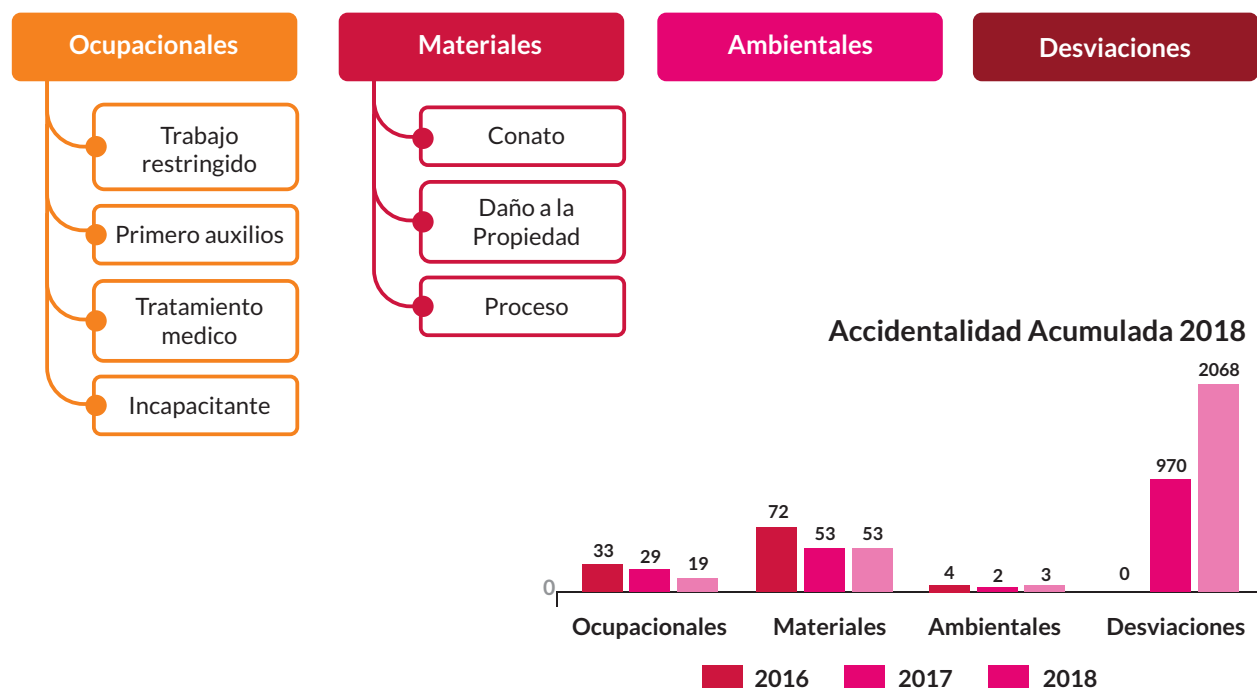 Ocupacionales
Trabajo
restringido
Primero auxilios
Tratamiento
medico
Incapacitante
Materiales
Conato
Daño a la
Propiedad
Proceso
Ambientales
Desviaciones
Accidentalidad Acumulada 2018
0
33
29
19
72
53
53
4
2
3
0
970
2068
Ocupacionales
Materiales
Ambientales
Desviaciones
2016
2017
2018